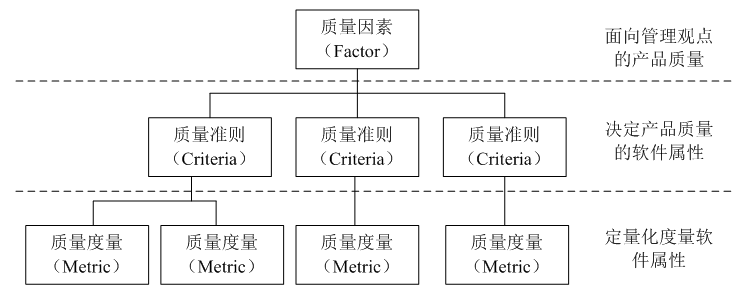 质量因素
（Factor）
面向管理观点
的产品质量
质量准则
（Criteria）
质量准则
（Criteria）
质量准则
（Criteria）
决定产品质量
的软件属性
质量度量
（Metric）
质量度量
（Metric）
质量度量
（Metric）
质量度量
（Metric）
定量化度量软
件属性